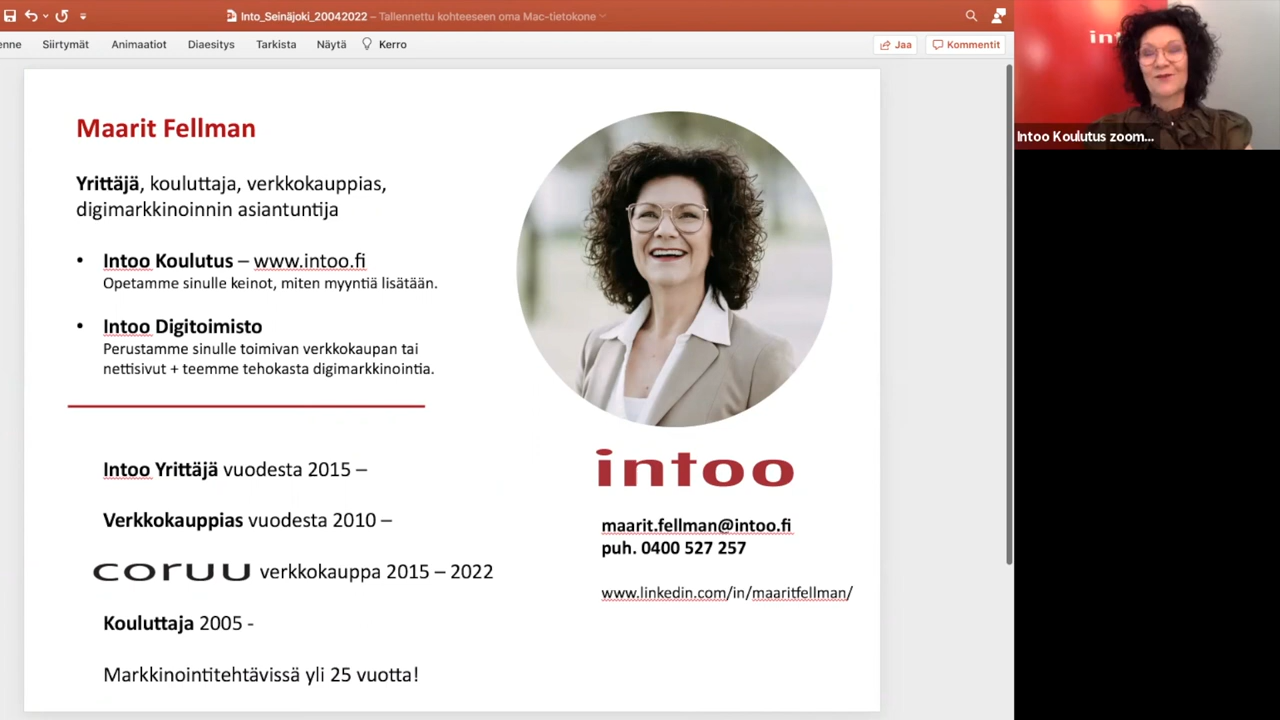 Into_Seinäjoki_20042022 – Tallennettu kohteeseen oma Mac-tietokone
enne Siirtymät Animaatiot Diaesitys Tarkista Näytä Kerro Jaa Kommentit
Maarit Fellman
Yrittäjä, kouluttaja, verkkokauppias,
digimarkkinoinnin asiantuntija
• Intoo Koulutus – www.intoo.fi
Opetamme sinulle keinot, miten myyntiä lisätään.
• Intoo Digitoimisto
Perustamme sinulle toimivan verkkokaupan tai
nettisivut + teemme tehokasta digimarkkinointia.
Intoo Yrittäjä vuodesta 2015 –
Verkkokauppias vuodesta 2010 –
coruu verkkokauppa 2015 – 2022
Kouluttaja 2005 -
Markkinointitehtävissä yli 25 vuotta!
intoo
maarit.fellman@intoo.fi
puh. 0400 527 257
www.linkedin.com/in/maaritfellman/
int
Intoo Koulutus zoom...